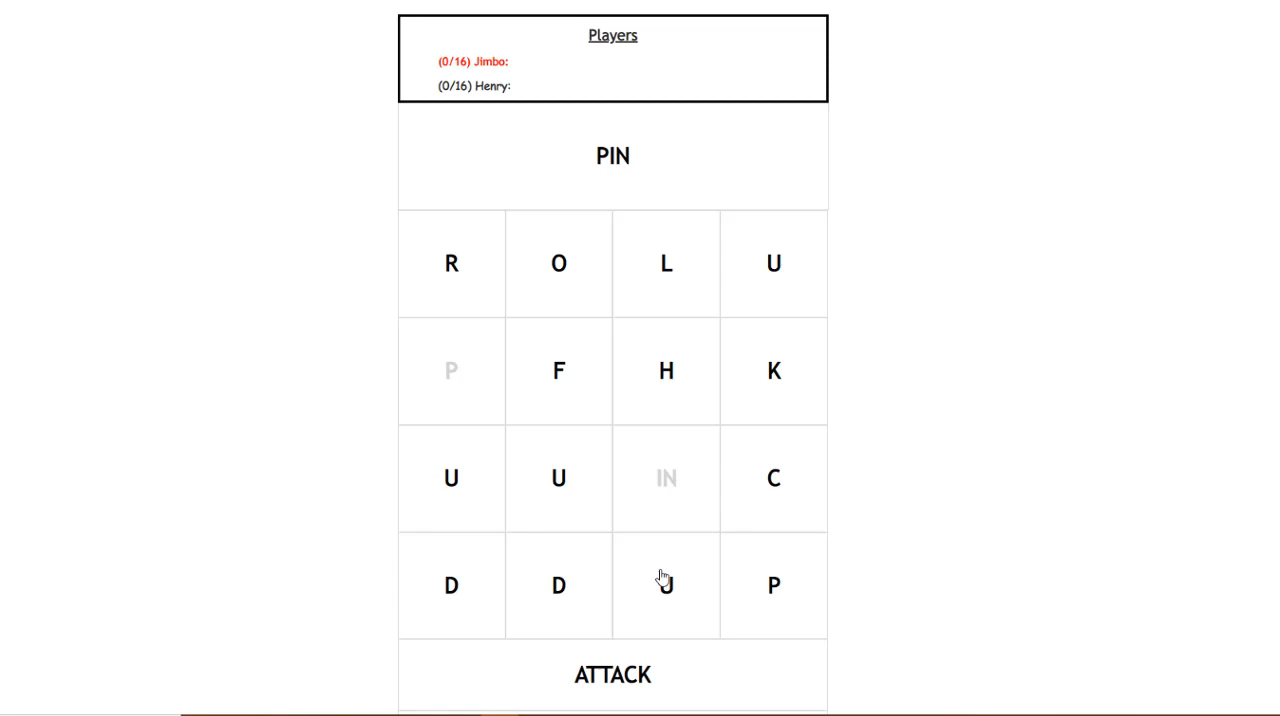 Players
(0/16) Jimbo:
(0/16) Henry:
PIN
R O L U
P F H K
U U IN C
D D U P
ATTACK